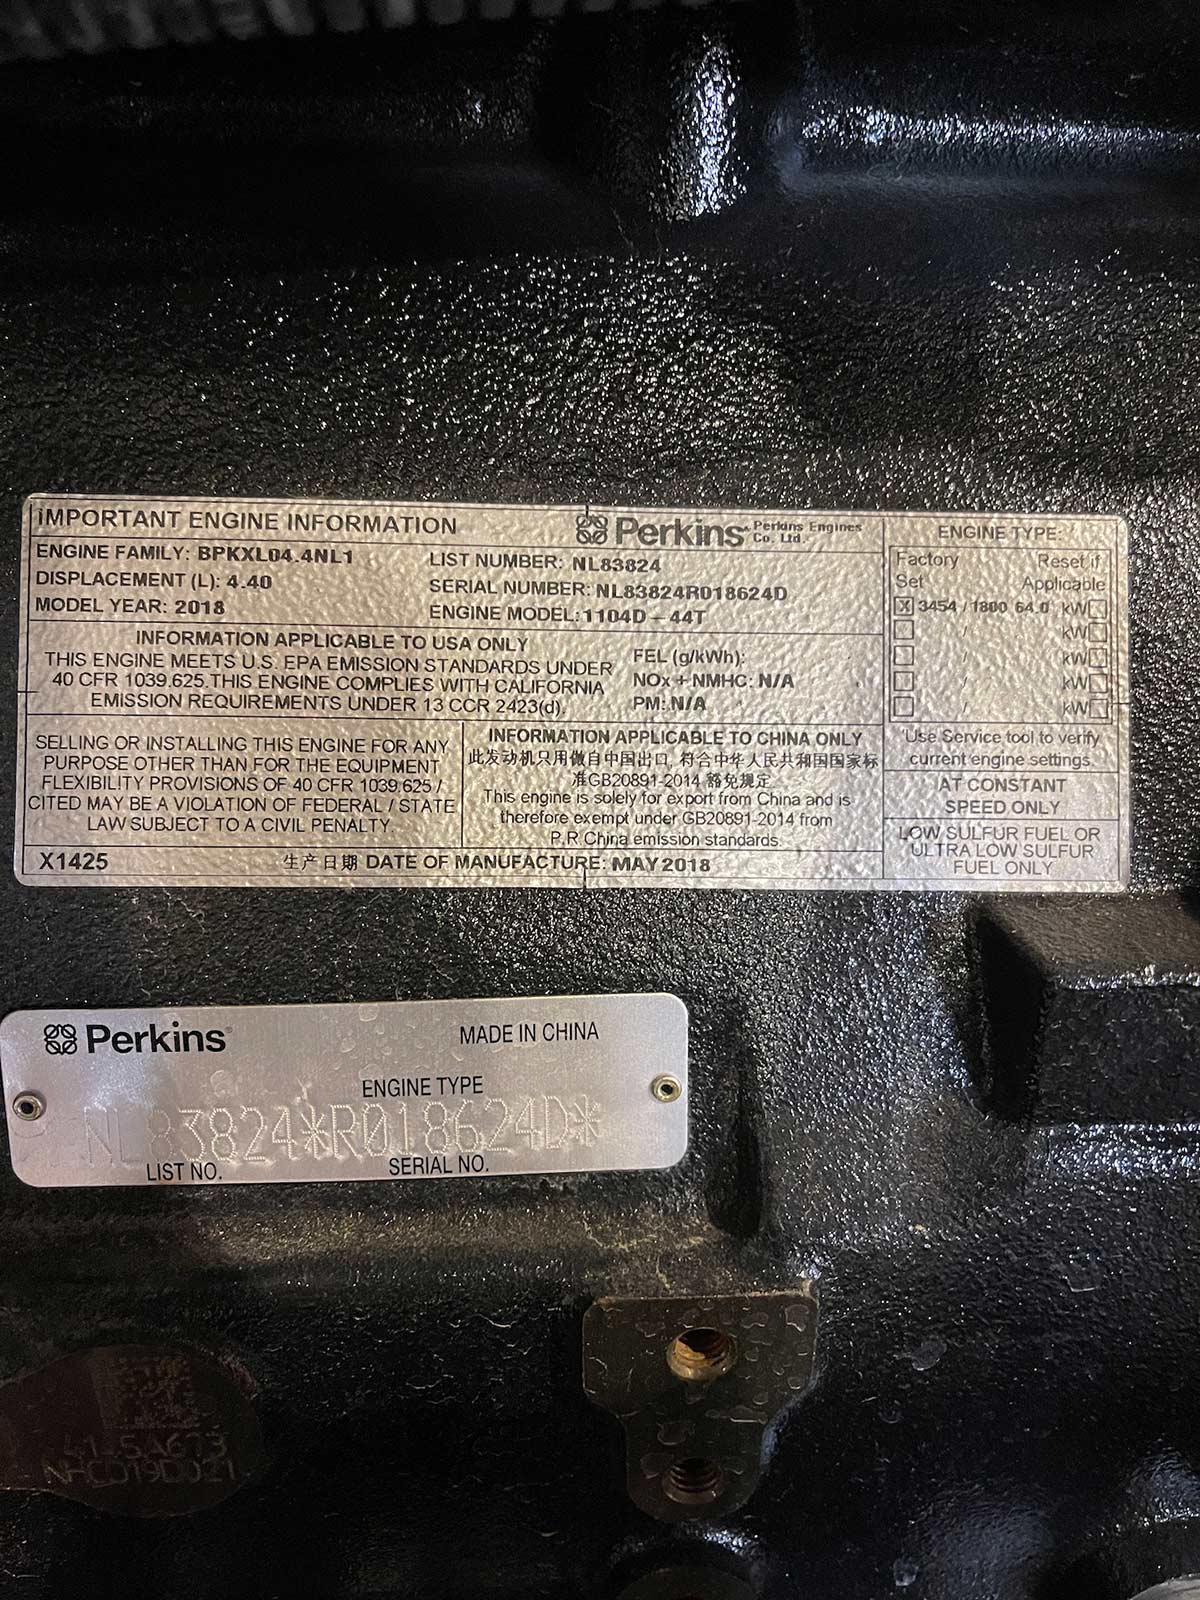 IMPORTANT ENGINE INFORMATION
Perkins Perkins Engines Co. Ltd.
ENGINE FAMILY: BPKXL04.4NL1
DISPLACEMENT (L): 4.40
MODEL YEAR: 2018
LIST NUMBER: NL83824
SERIAL NUMBER: NL83824R018624D
ENGINE MODEL: 1104D - 44T
INFORMATION APPLICABLE TO USA ONLY
THIS ENGINE MEETS U.S. EPA EMISSION STANDARDS UNDER
40 CFR 1039.625.THIS ENGINE COMPLIES WITH CALIFORNIA
EMISSION REQUIREMENTS UNDER 13 CCR 2423(d).
FEL (g/kWh):
NOx + NMHC: N/A
PM: N/A
SELLING OR INSTALLING THIS ENGINE FOR ANY
PURPOSE OTHER THAN FOR THE EQUIPMENT
FLEXIBILITY PROVISIONS OF 40 CFR 1039.625 /
CITED MAY BE A VIOLATION OF FEDERAL / STATE
LAW SUBJECT TO A CIVIL PENALTY.
INFORMATION APPLICABLE TO CHINA ONLY
此发动机只用做自中国出口, 符合中华人民共和国国家标
准GB20891-2014 豁免规定.
This engine is solely for export from China and is
therefore exempt under GB20891-2014 from
P.R.China emission standards.
X1425
生产日期 DATE OF MANUFACTURE: MAY 2018
ENGINE TYPE:
Factory Set Reset if Applicable
X 3454 / 1800 64.0 kW
/ kW
/ kW
/ kW
/ kW
*Use Service tool to verify
current engine settings.
AT CONSTANT
SPEED ONLY
LOW SULFUR FUEL OR
ULTRA LOW SULFUR
FUEL ONLY
Perkins
MADE IN CHINA
ENGINE TYPE
NL83824*R018624D*
LIST NO. SERIAL NO.